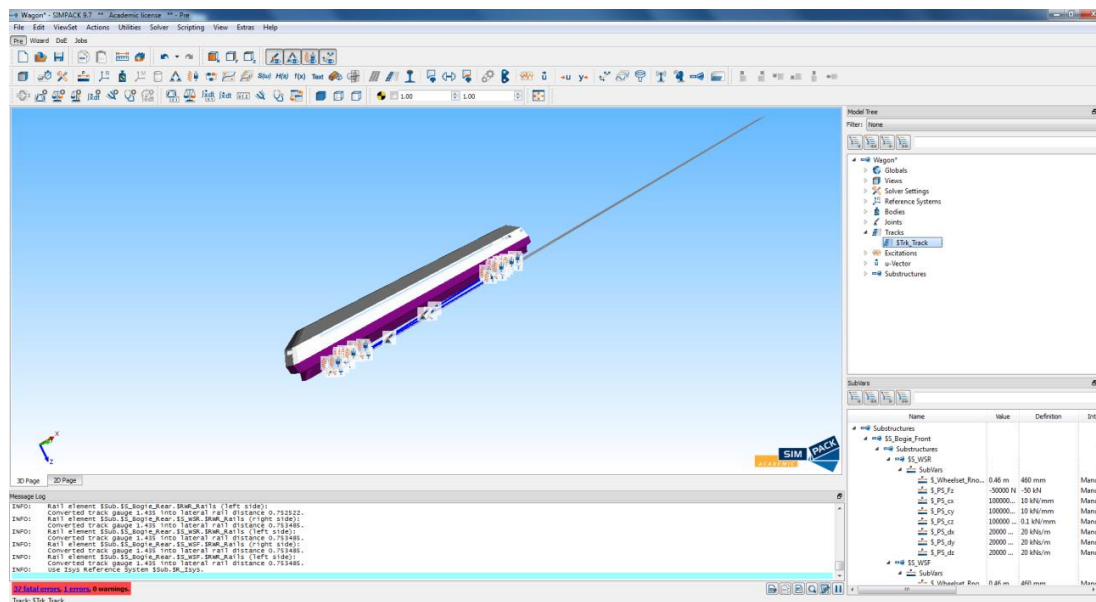 Wagon* - SIMPACK 9.7 ** Academic license ** - Pre
File Edit ViewSet Actions Utilities Solver Scripting View Extras Help
Pre Wizard DoE Jobs
S(u) H(s) f(x) Text
1.00 1.00
Model Tree
Filter: None
Wagon*
Globals
Views
Solver Settings
Reference Systems
Bodies
Joints
Tracks
$Trk_Track
Excitations
u-Vector
Substructures
x
z
SIMPACK
ACADEMIC
3D Page 2D Page
SubVars
Name Value Definition
Substructures
$S_Bogie_Front
Substructures
$S_WSR
SubVars
$_Wheelset_Rno... 0.46 m 460 mm Man
$_PS_Fz -50000 N -50 kN Man
$_PS_cx 100000... 10 kN/mm Man
$_PS_cy 100000... 10 kN/mm Man
$_PS_cz 100000 ... 0.1 kN/mm Man
$_PS_dx 20000 ... 20 kNs/m Man
$_PS_dy 20000 ... 20 kNs/m Man
$_PS_dz 20000 ... 20 kNs/m Man
$S_WSF
SubVars
$_Wheelset_Rno... 0.46 m 460 mm Man
Message Log
INFO: Rail element $Sub.$S_Bogie_Rear.$RWR_Rails (left side):
Converted track gauge 1.435 into lateral rail distance 0.752522.
INFO: Rail element $Sub.$S_Bogie_Rear.$S_WSR.$RWR_Rails (right side):
Converted track gauge 1.435 into lateral rail distance 0.753485.
INFO: Rail element $Sub.$S_Bogie_Rear.$S_WSR.$RWR_Rails (left side):
Converted track gauge 1.435 into lateral rail distance 0.753485.
INFO: Rail element $Sub.$S_Bogie_Rear.$S_WSF.$RWR_Rails (right side):
Converted track gauge 1.435 into lateral rail distance 0.753485.
INFO: Rail element $Sub.$S_Bogie_Rear.$S_WSF.$RWR_Rails (left side):
Converted track gauge 1.435 into lateral rail distance 0.753485.
INFO: Use Isys Reference System $Sub.$R_Isys.
37 fatal errors, 1 errors, 0 warnings.
Track: $Trk_Track